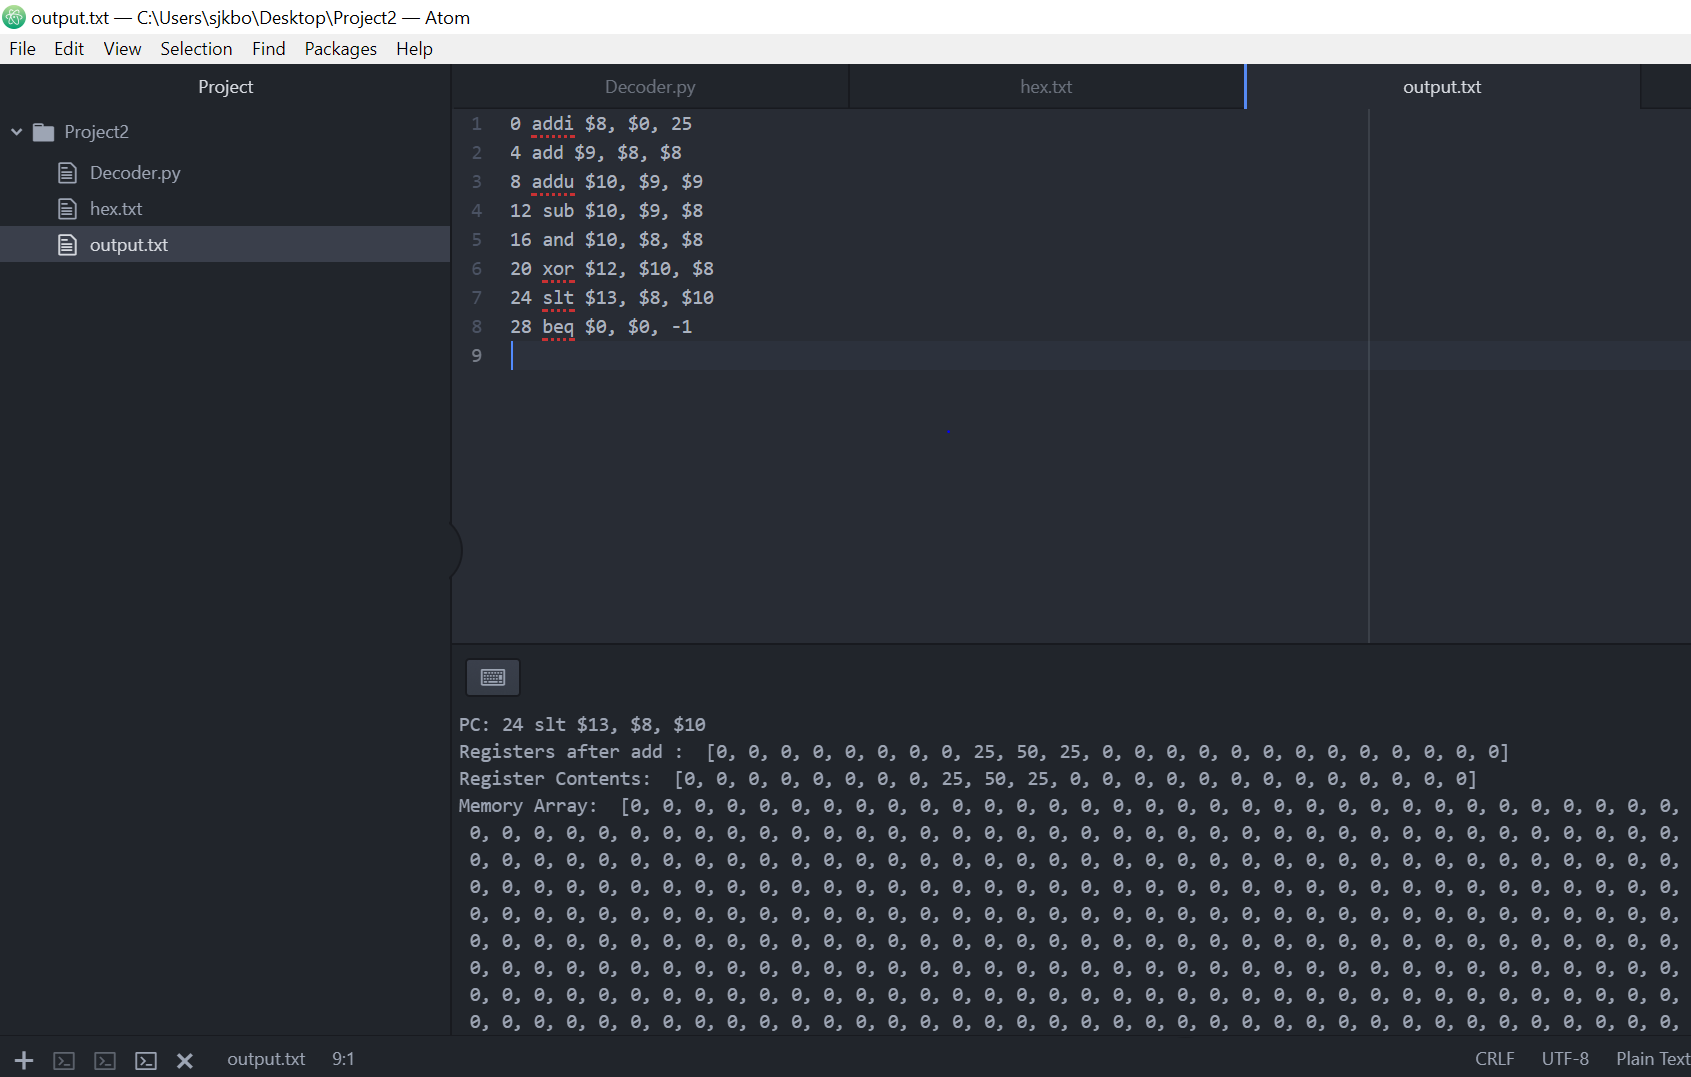 output.txt — C:\Users\sjkbo\Desktop\Project2 — Atom
File Edit View Selection Find Packages Help
Project
Project2
Decoder.py
hex.txt
output.txt
Decoder.py hex.txt output.txt
1 0 addi $8, $0, 25
2 4 add $9, $8, $8
3 8 addu $10, $9, $9
4 12 sub $10, $9, $8
5 16 and $10, $8, $8
6 20 xor $12, $10, $8
7 24 slt $13, $8, $10
8 28 beq $0, $0, -1
9
PC: 24 slt $13, $8, $10
Registers after add :  [0, 0, 0, 0, 0, 0, 0, 0, 25, 50, 25, 0, 0, 0, 0, 0, 0, 0, 0, 0, 0, 0, 0, 0]
Register Contents:  [0, 0, 0, 0, 0, 0, 0, 0, 25, 50, 25, 0, 0, 0, 0, 0, 0, 0, 0, 0, 0, 0, 0, 0]
Memory Array:  [0, 0, 0, 0, 0, 0, 0, 0, 0, 0, 0, 0, 0, 0, 0, 0, 0, 0, 0, 0, 0, 0, 0, 0, 0, 0, 0, 0, 0, 0, 0, 0, 0,
0, 0, 0, 0, 0, 0, 0, 0, 0, 0, 0, 0, 0, 0, 0, 0, 0, 0, 0, 0, 0, 0, 0, 0, 0, 0, 0, 0, 0, 0, 0, 0, 0, 0, 0, 0, 0, 0,
0, 0, 0, 0, 0, 0, 0, 0, 0, 0, 0, 0, 0, 0, 0, 0, 0, 0, 0, 0, 0, 0, 0, 0, 0, 0, 0, 0, 0, 0, 0, 0, 0, 0, 0, 0, 0, 0,
0, 0, 0, 0, 0, 0, 0, 0, 0, 0, 0, 0, 0, 0, 0, 0, 0, 0, 0, 0, 0, 0, 0, 0, 0, 0, 0, 0, 0, 0, 0, 0, 0, 0, 0, 0, 0, 0,
0, 0, 0, 0, 0, 0, 0, 0, 0, 0, 0, 0, 0, 0, 0, 0, 0, 0, 0, 0, 0, 0, 0, 0, 0, 0, 0, 0, 0, 0, 0, 0, 0, 0, 0, 0, 0, 0,
0, 0, 0, 0, 0, 0, 0, 0, 0, 0, 0, 0, 0, 0, 0, 0, 0, 0, 0, 0, 0, 0, 0, 0, 0, 0, 0, 0, 0, 0, 0, 0, 0, 0, 0, 0, 0, 0,
0, 0, 0, 0, 0, 0, 0, 0, 0, 0, 0, 0, 0, 0, 0, 0, 0, 0, 0, 0, 0, 0, 0, 0, 0, 0, 0, 0, 0, 0, 0, 0, 0, 0, 0, 0, 0, 0,
0, 0, 0, 0, 0, 0, 0, 0, 0, 0, 0, 0, 0, 0, 0, 0, 0, 0, 0, 0, 0, 0, 0, 0, 0, 0, 0, 0, 0, 0, 0, 0, 0, 0, 0, 0, 0, 0,
0, 0, 0, 0, 0, 0, 0, 0, 0, 0, 0, 0, 0, 0, 0, 0, 0, 0, 0, 0, 0, 0, 0, 0, 0, 0, 0, 0, 0, 0, 0, 0, 0, 0, 0, 0, 0, 0,
output.txt 9:1 CRLF UTF-8 Plain Text